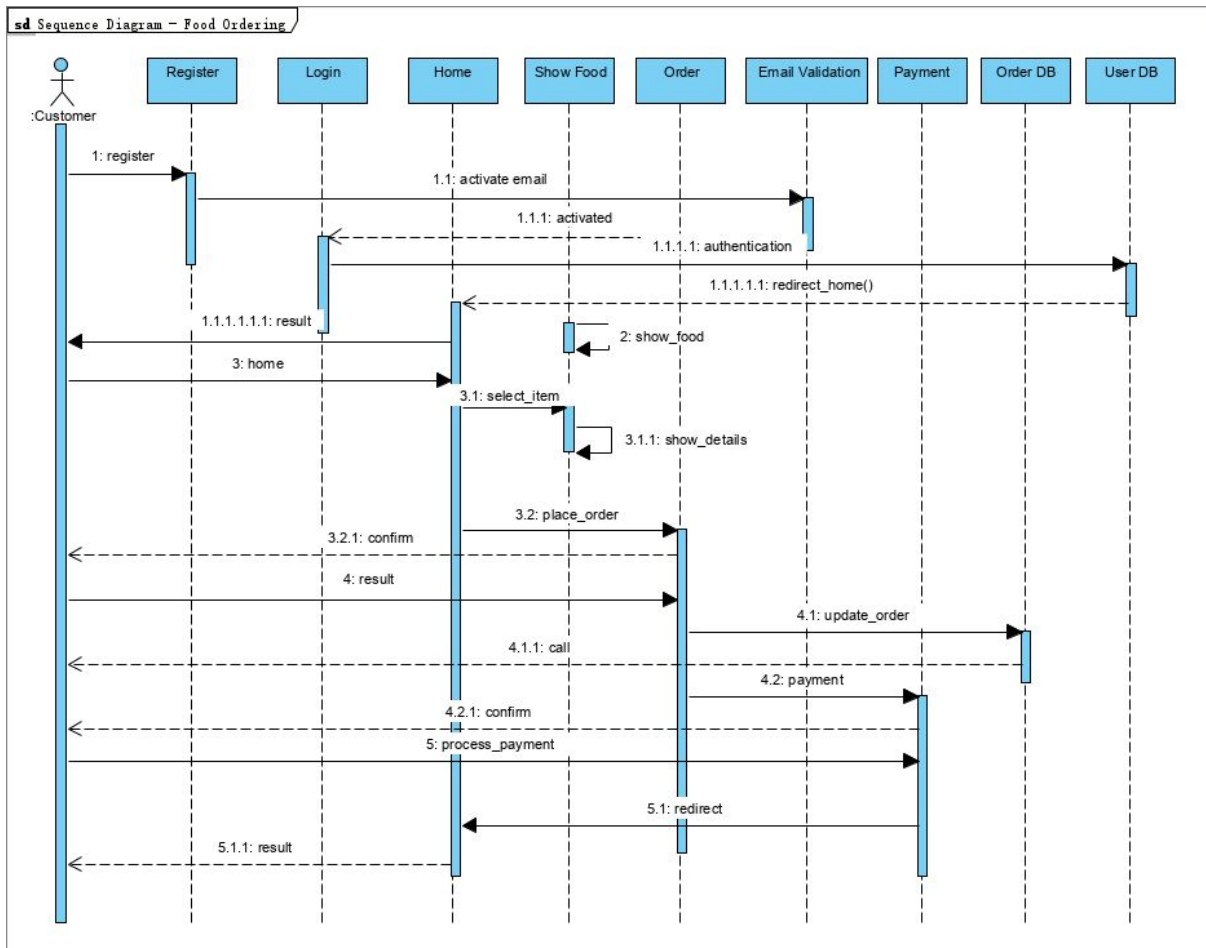 sd Sequence Diagram - Food Ordering
:Customer
Register
Login
Home
Show Food
Order
Email Validation
Payment
Order DB
User DB
1: register
1.1: activate email
1.1.1: activated
1.1.1.1: authentication
1.1.1.1.1: redirect_home()
1.1.1.1.1.1: result
2: show_food
3: home
3.1: select_item
3.1.1: show_details
3.2: place_order
3.2.1: confirm
4: result
4.1: update_order
4.1.1: call
4.2: payment
4.2.1: confirm
5: process_payment
5.1: redirect
5.1.1: result